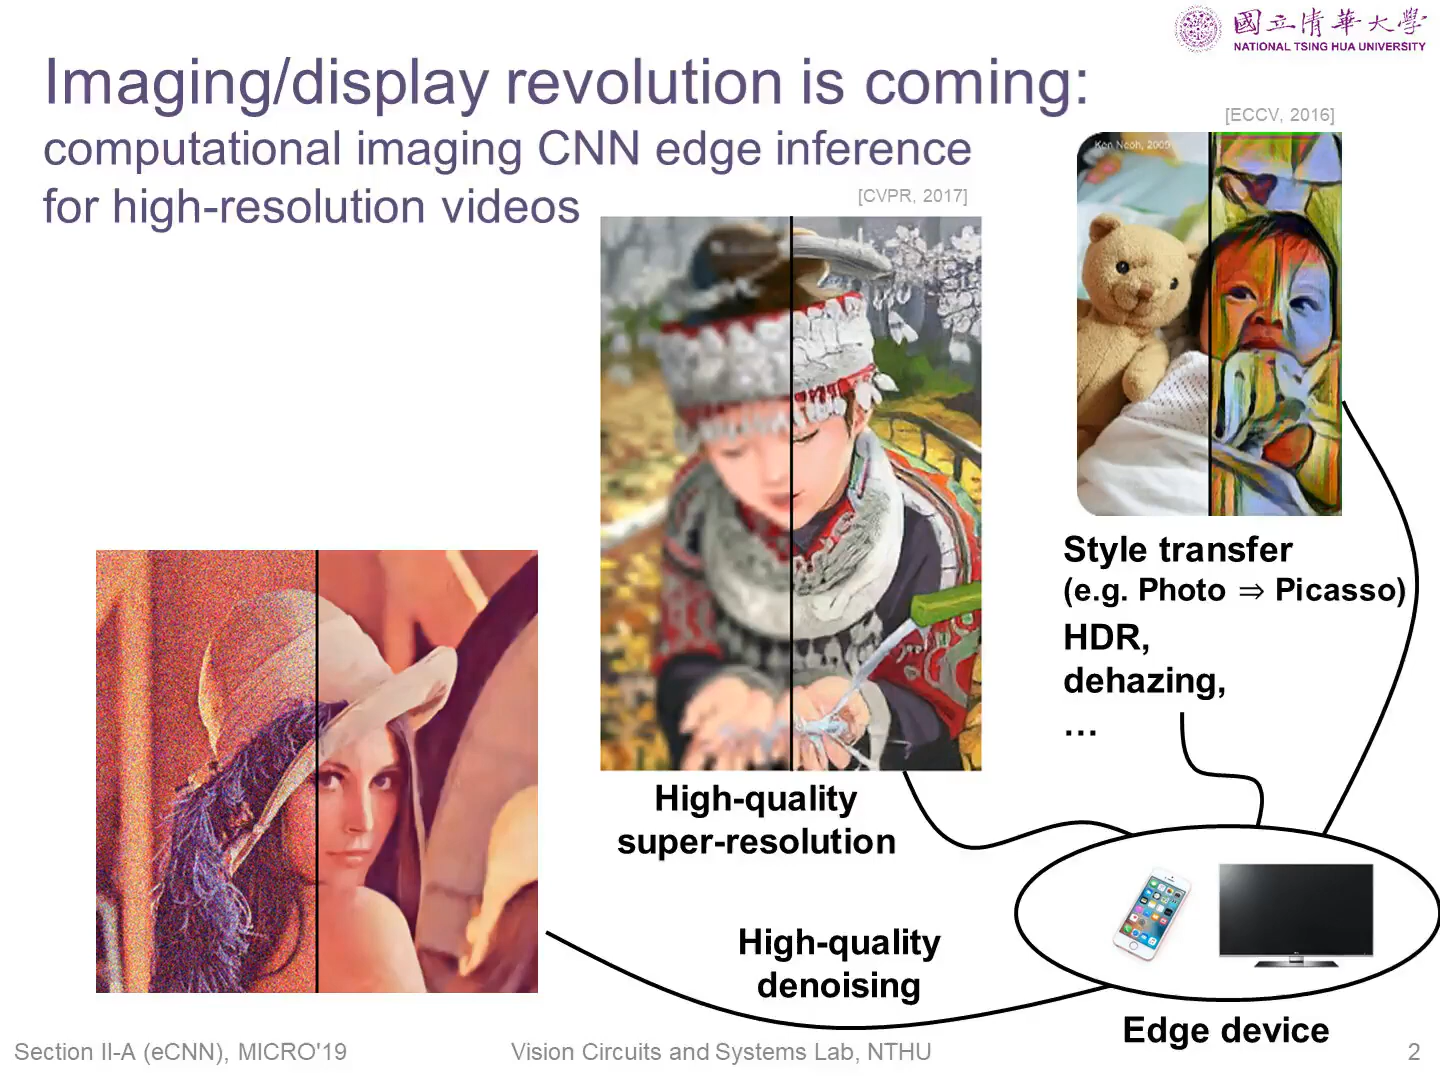 國立清華大學
NATIONAL TSING HUA UNIVERSITY
Imaging/display revolution is coming:
computational imaging CNN edge inference
for high-resolution videos
[CVPR, 2017]
[ECCV, 2016]
Ken Neoh, 2009
Style transfer
(e.g. Photo ⇒ Picasso)
HDR,
dehazing,
…
High-quality
super-resolution
High-quality
denoising
Edge device
Section II-A (eCNN), MICRO'19
Vision Circuits and Systems Lab, NTHU
2